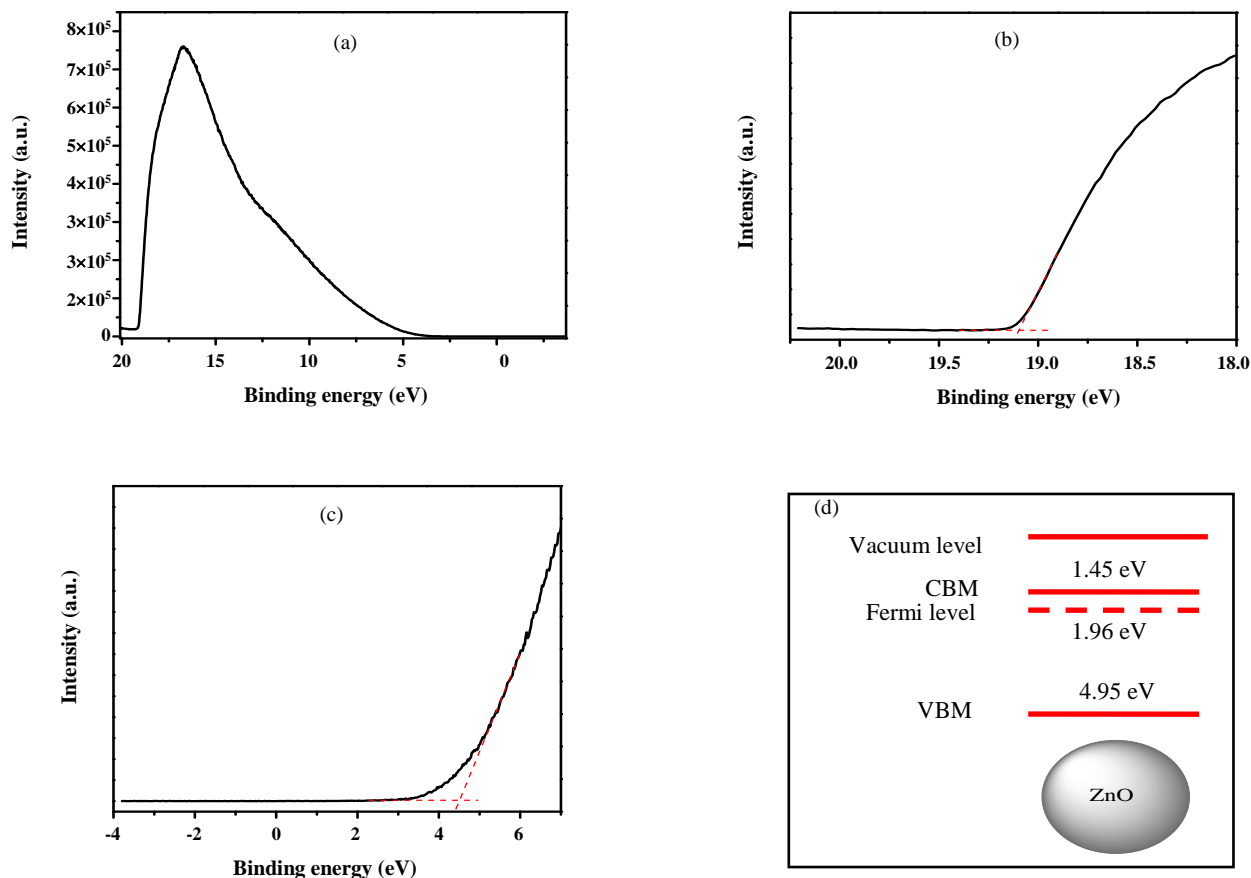 (a)
Intensity (a.u.)
8×10⁵
7×10⁵
6×10⁵
5×10⁵
4×10⁵
3×10⁵
3×10⁵
2×10⁵
0
20 15 10 5 0
Binding energy (eV)
(b)
Intensity (a.u.)
20.0 19.5 19.0 18.5 18.0
Binding energy (eV)
(c)
Intensity (a.u.)
-4 -2 0 2 4 6
Binding energy (eV)
(d)
Vacuum level
1.45 eV
CBM
Fermi level
1.96 eV
4.95 eV
VBM
ZnO